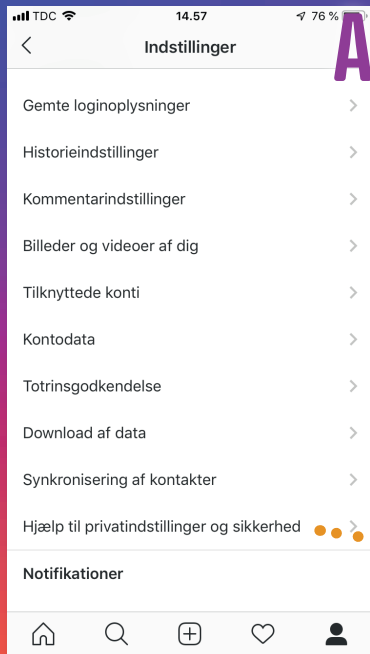 TDC 14.57 76 %
Indstillinger
A
Gemte loginoplysninger
Historieindstillinger
Kommentarindstillinger
Billeder og videoer af dig
Tilknyttede konti
Kontodata
Totrinsgodkendelse
Download af data
Synkronisering af kontakter
Hjælp til privatindstillinger og sikkerhed
Notifikationer